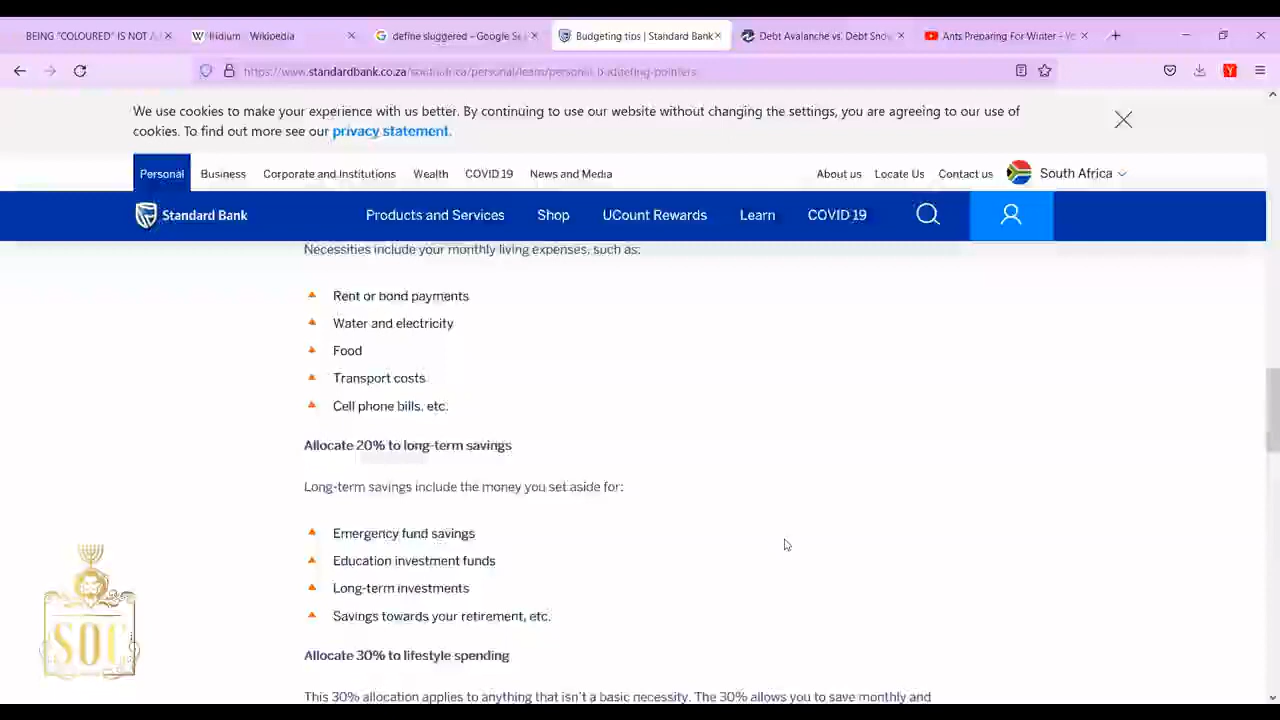 BEING "COLOURED" IS NOT
Iridium Wikipedia
define sluggered - Google Se
Budgeting tips | Standard Bank
Debt Avalanche vs. Debt Snow
Ants Preparing For Winter - Yo
https://www.standardbank.co.za/southafrica/personal/learn/personal
We use cookies to make your experience with us better. By continuing to use our website without changing the settings, you are agreeing to our use of
cookies. To find out more see our privacy statement.
Personal Business Corporate and Institutions Wealth COVID 19 News and Media About us Locate Us Contact us South Africa
Standard Bank Products and Services Shop UCount Rewards Learn COVID 19
Necessities include your monthly living expenses, such as:
Rent or bond payments
Water and electricity
Food
Transport costs
Cell phone bills, etc.
Allocate 20% to long-term savings
Long-term savings include the money you set aside for:
Emergency fund savings
Education investment funds
Long-term investments
Savings towards your retirement, etc.
SOC
Allocate 30% to lifestyle spending
This 30% allocation applies to anything that isn't a basic necessity. The 30% allows you to save monthly and